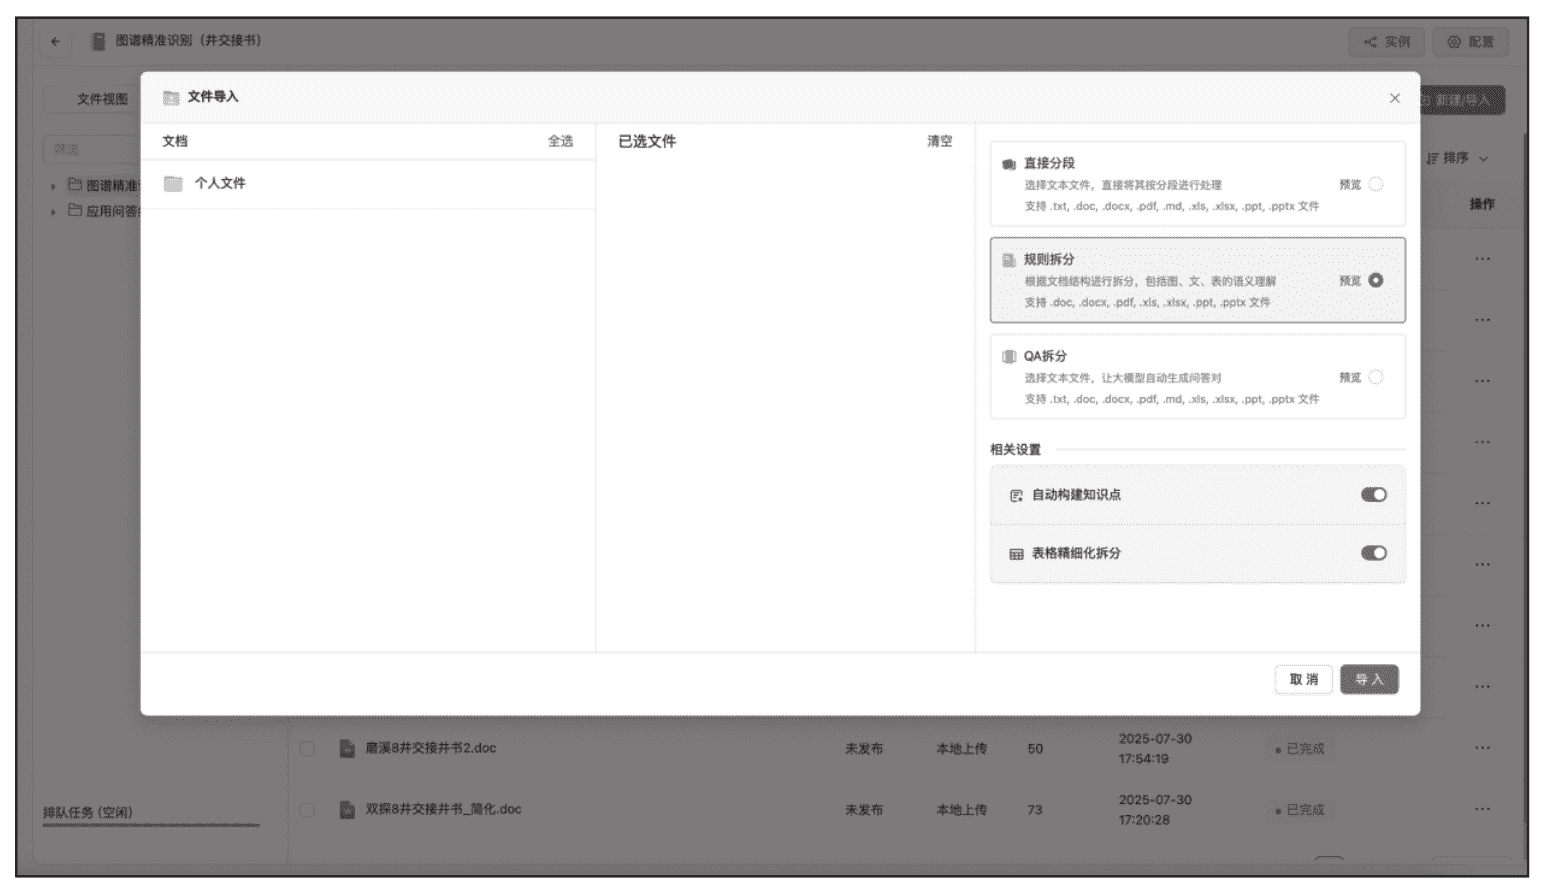 图谱精准识别（井交接书）
实例
配置
文件视图
新建/导入
筛选
排序
图谱精准
应用问答
操作
文件导入
文档
全选
个人文件
已选文件
清空
直接分段
选择文本文件，直接将其按分段进行处理
支持 .txt, .doc, .docx, .pdf, .md, .xls, .xlsx, .ppt, .pptx 文件
预览
规则拆分
根据文档结构进行拆分，包括图、文、表的语义理解
支持 .doc, .docx, .pdf, .xls, .xlsx, .ppt, .pptx 文件
预览
QA拆分
选择文本文件，让大模型自动生成问答对
支持 .txt, .doc, .docx, .pdf, .md, .xls, .xlsx, .ppt, .pptx 文件
预览
相关设置
自动构建知识点
表格精细化拆分
取消
导入
磨溪8井交接井书2.doc
未发布
本地上传
50
2025-07-30
17:54:19
已完成
双探8井交接井书_简化.doc
未发布
本地上传
73
2025-07-30
17:20:28
已完成
排队任务 (空闲)